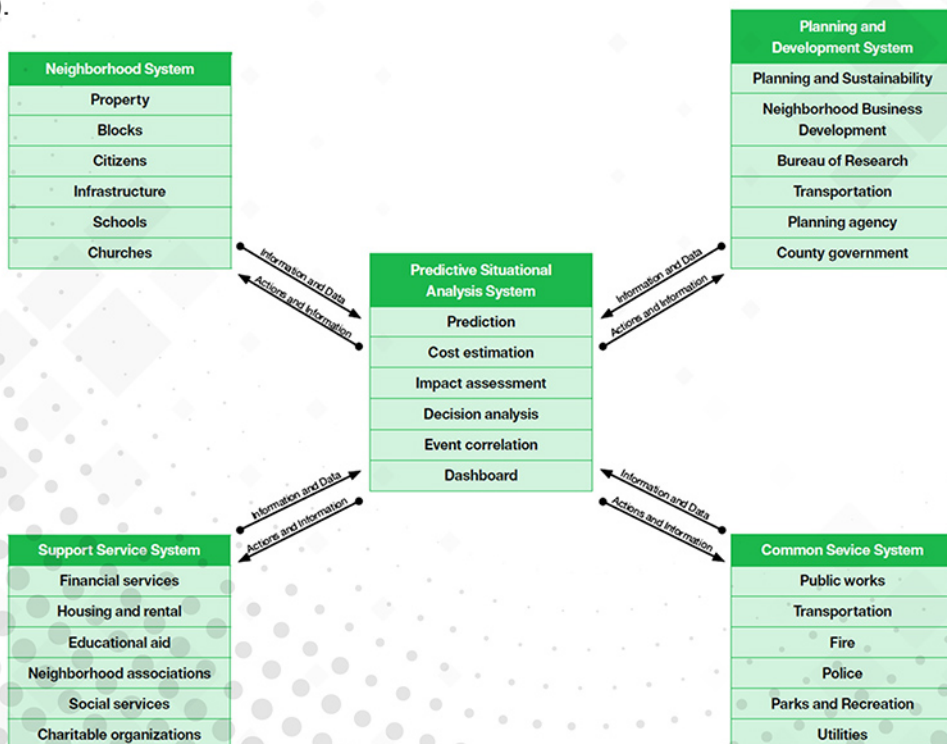 Neighborhood System
Property
Blocks
Citizens
Infrastructure
Schools
Churches
Planning and
Development System
Planning and Sustainability
Neighborhood Business
Development
Bureau of Research
Transportation
Planning agency
County government
Information and Data
Actions and Information
Information and Data
Actions and Information
Predictive Situational
Analysis System
Prediction
Cost estimation
Impact assessment
Decision analysis
Event correlation
Dashboard
Information and Data
Actions and Information
Information and Data
Actions and Information
Support Service System
Financial services
Housing and rental
Educational aid
Neighborhood associations
Social services
Charitable organizations
Common Sevice System
Public works
Transportation
Fire
Police
Parks and Recreation
Utilities